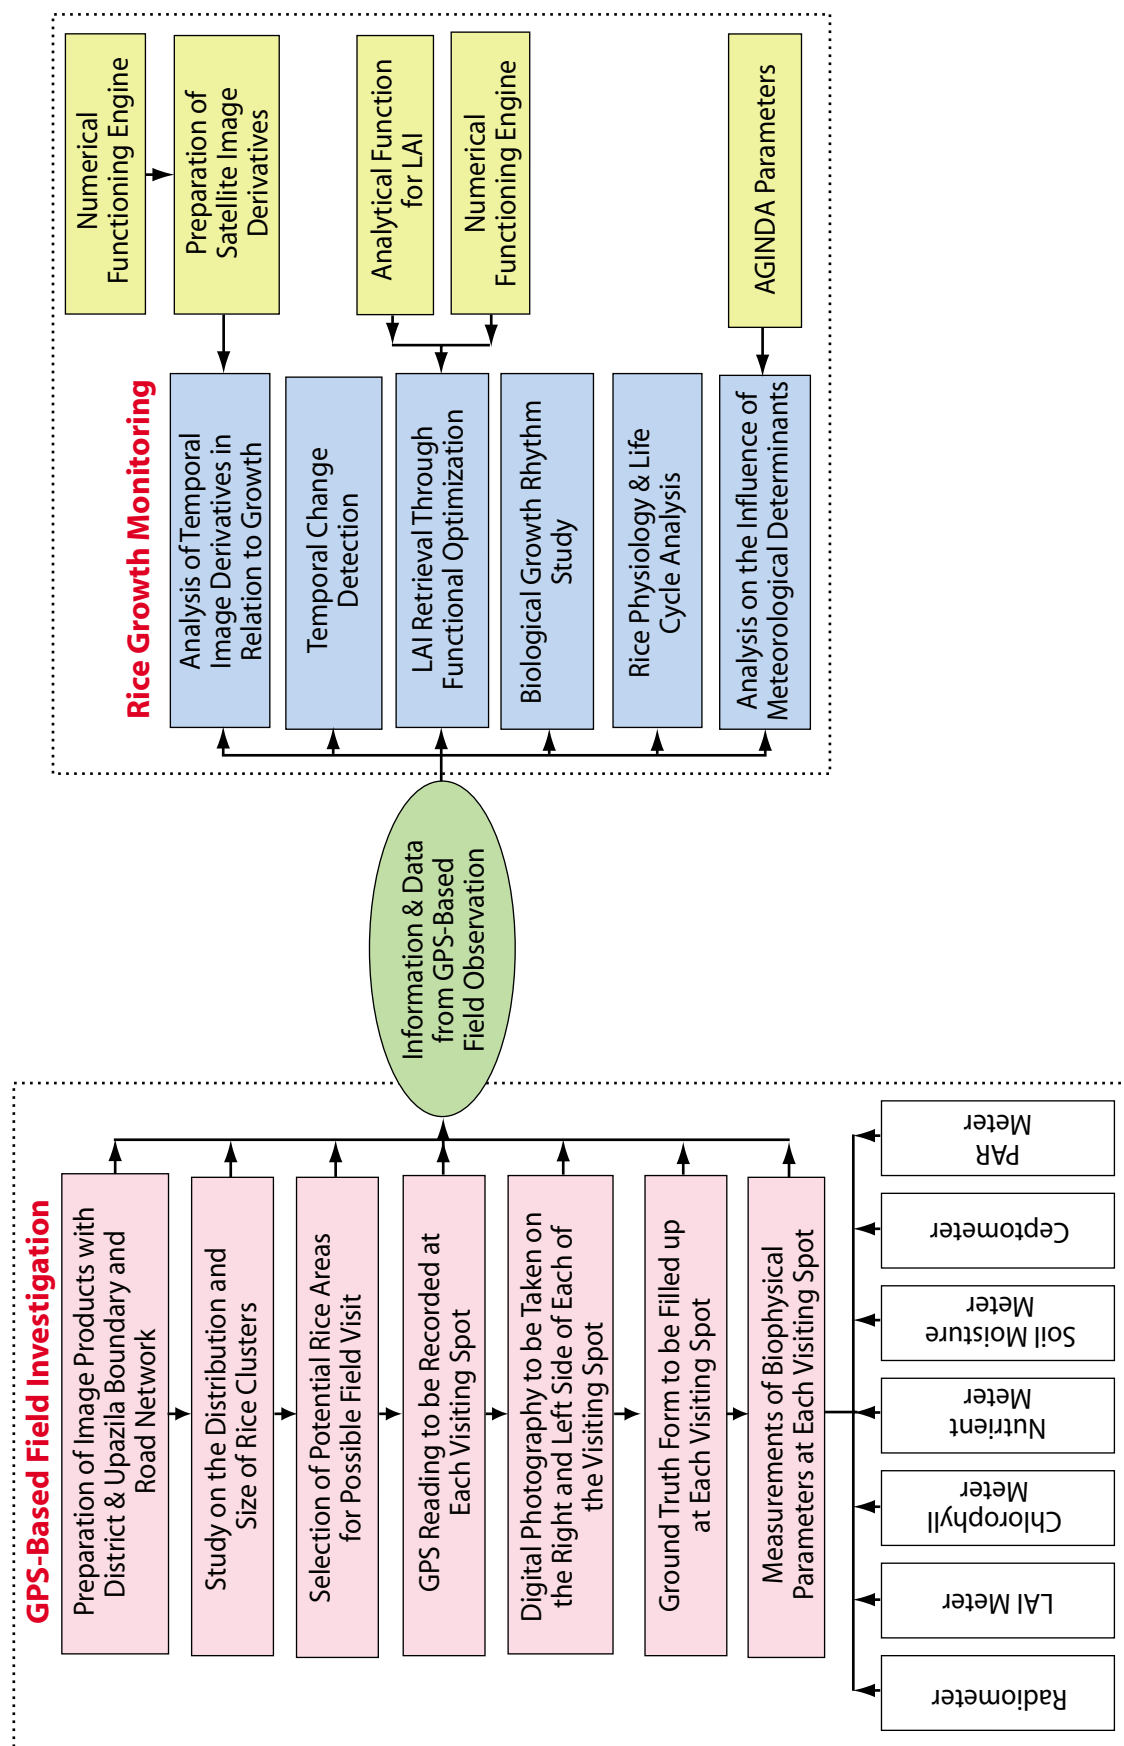 GPS-Based Field Investigation
Preparation of Image Products with
District & Upazila Boundary and
Road Network
Study on the Distribution and
Size of Rice Clusters
Selection of Potential Rice Areas
for Possible Field Visit
GPS Reading to be Recorded at
Each Visiting Spot
Digital Photography to be Taken on
the Right and Left Side of Each of
the Visiting Spot
Ground Truth Form to be Filled up
at Each Visiting Spot
Measurements of Biophysical
Parameters at Each Visiting Spot
Radiometer
LAI Meter
Chlorophyll
Meter
Nutrient
Meter
Soil Moisture
Meter
Ceptometer
PAR
Meter
Information & Data
from GPS-Based
Field Observation
Rice Growth Monitoring
Analysis of Temporal
Image Derivatives in
Relation to Growth
Temporal Change
Detection
LAI Retrieval Through
Functional Optimization
Biological Growth Rhythm
Study
Rice Physiology & Life
Cycle Analysis
Analysis on the Influence of
Meteorological Determinants
Numerical
Functioning Engine
Preparation of
Satellite Image
Derivatives
Analytical Function
for LAI
Numerical
Functioning Engine
AGINDA Parameters